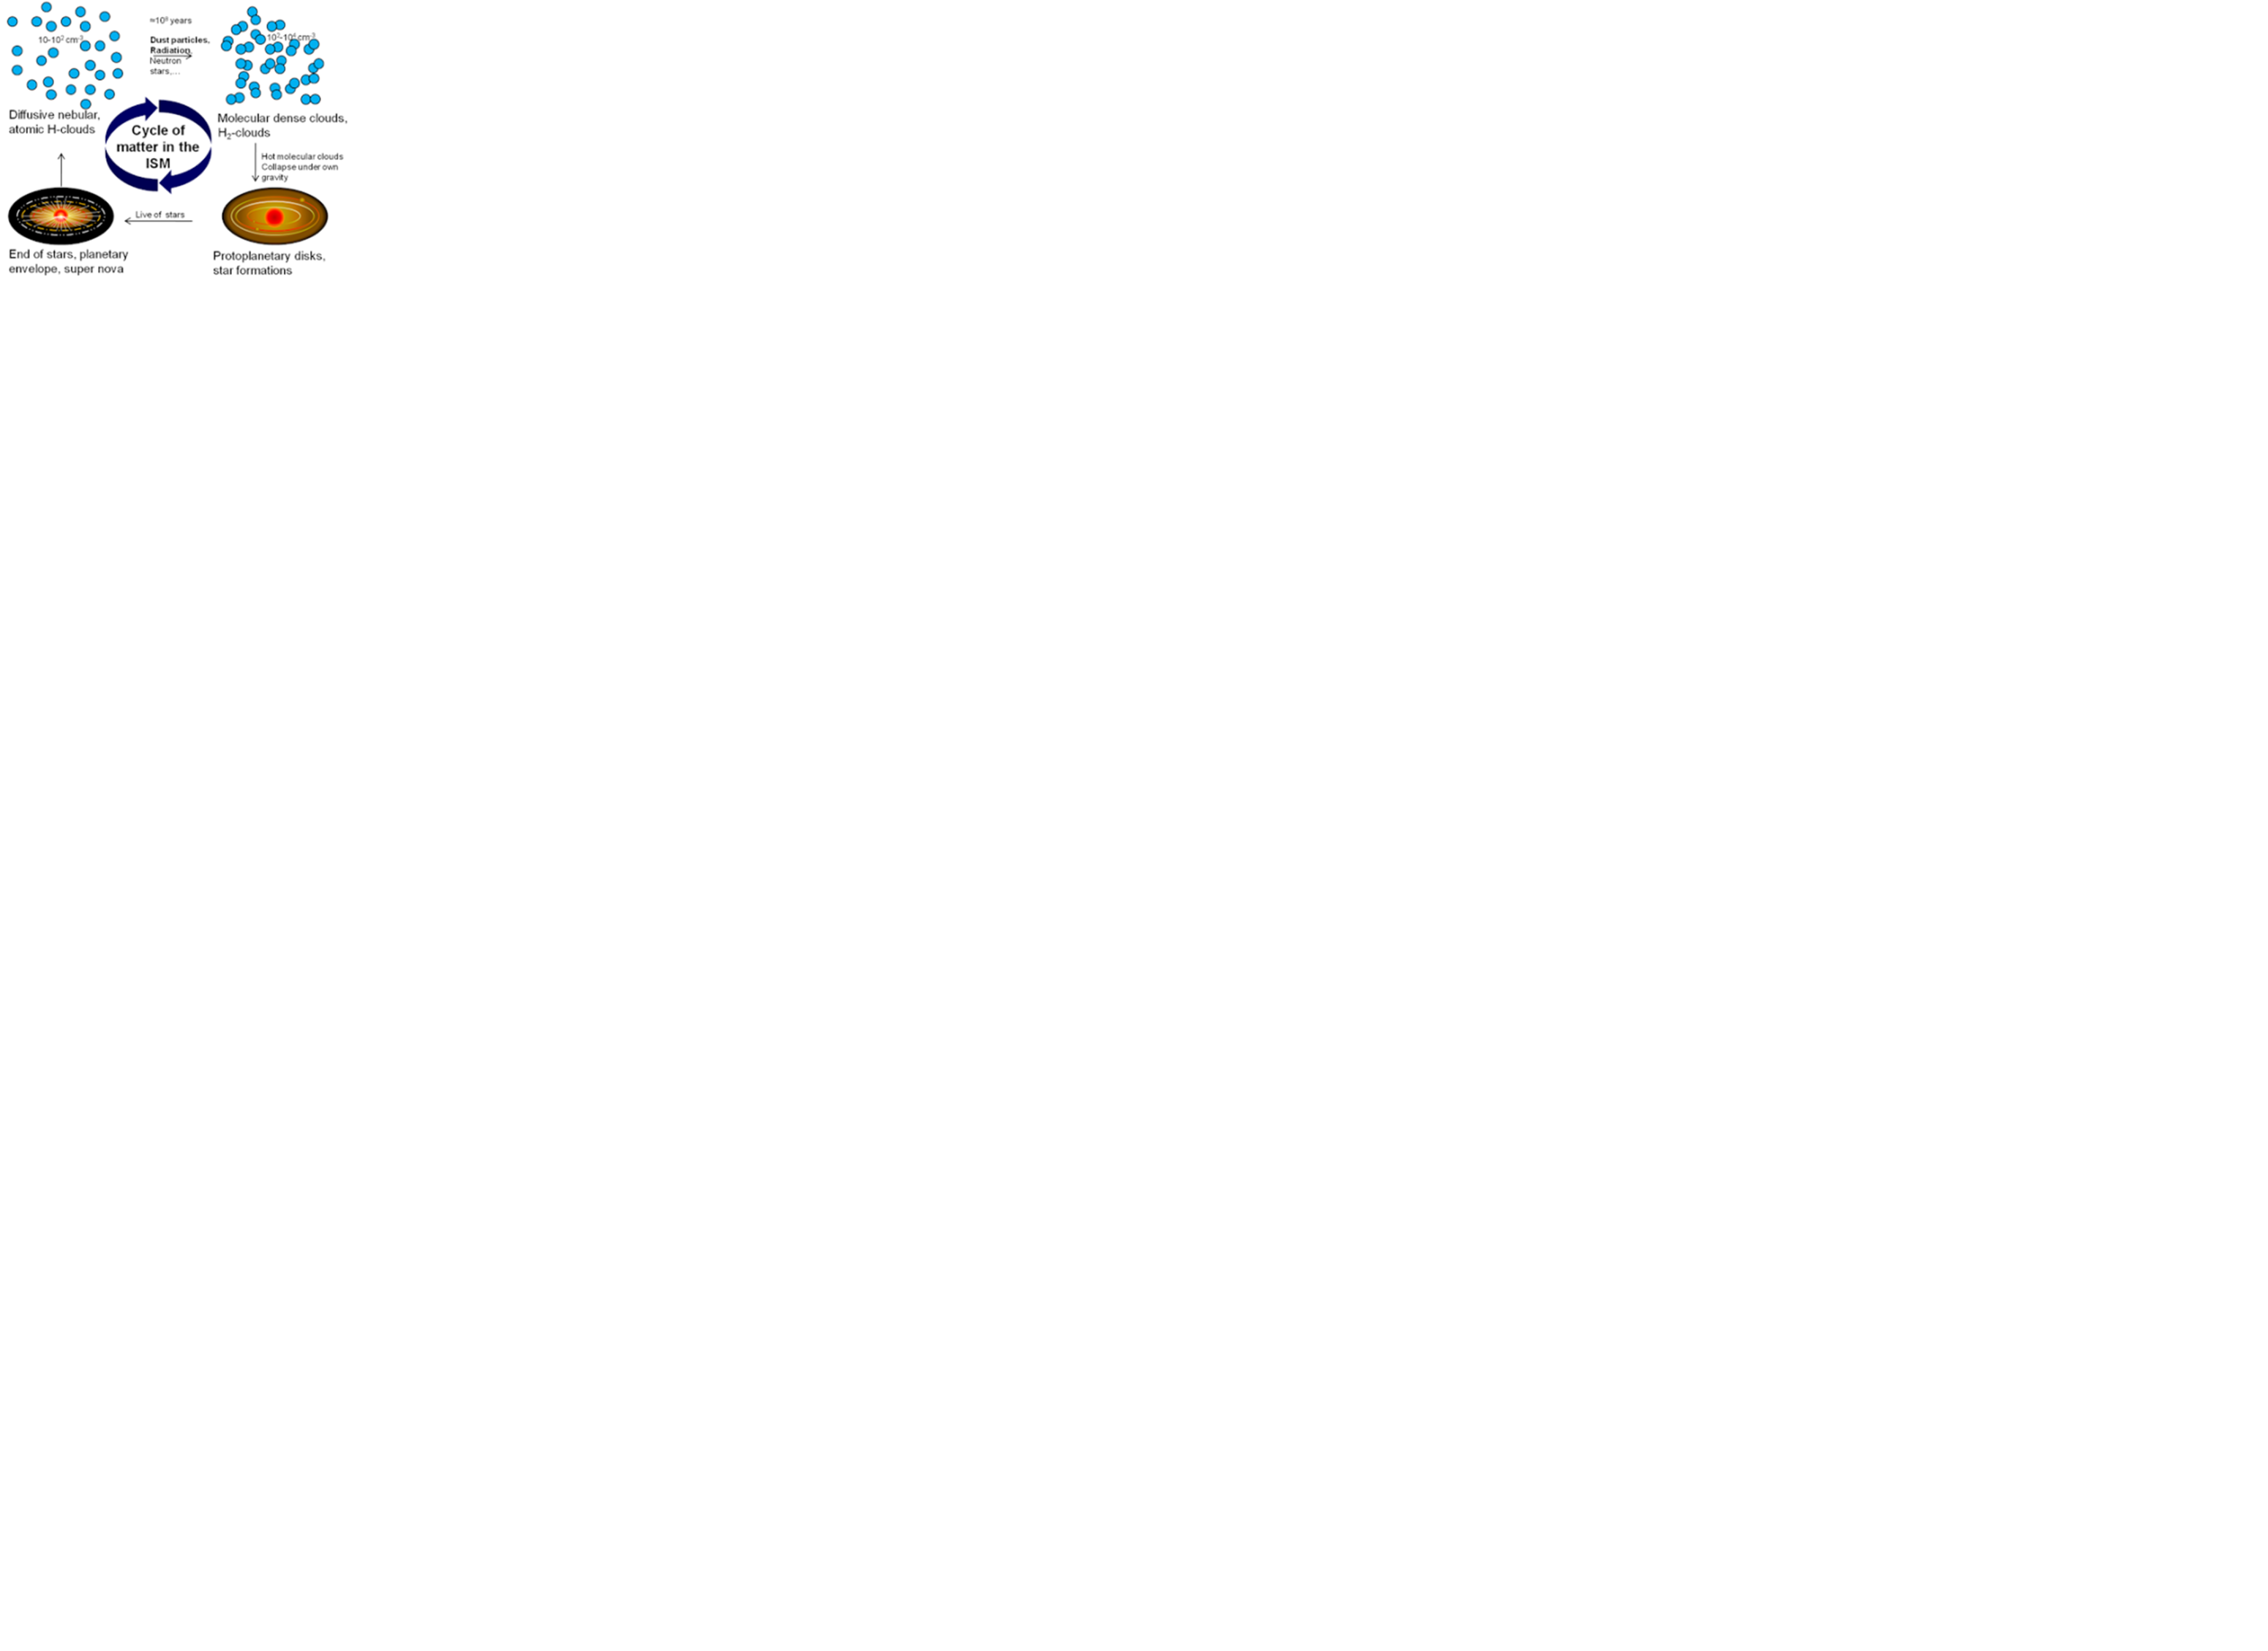 ≈10⁶ years
10-10² cm⁻³
Dust particles,
Radiation,
Neutron
stars,...
10²-10⁴ cm⁻³
Diffusive nebular,
atomic H-clouds
Molecular dense clouds,
H₂-clouds
Cycle of
matter in the
ISM
Hot molecular clouds
Collapse under own
gravity
Live of stars
End of stars, planetary
envelope, super nova
Protoplanetary disks,
star formations